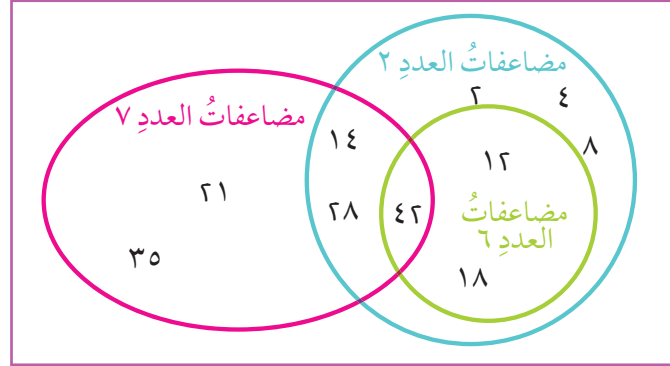 مضاعفاتُ العددِ ٢
٢
٤
مضاعفاتُ العددِ ٧
١٤
١٢
٨
٢١
٢٨
٤٢
مضاعفاتُ
العددِ ٦
٣٥
١٨